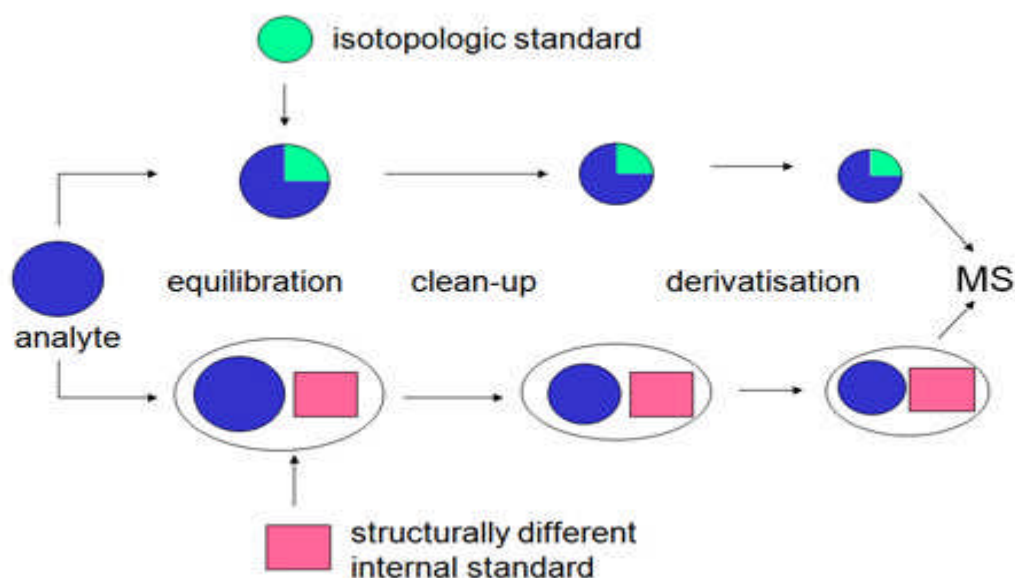 isotopologic standard
equilibration
clean-up
derivatisation
MS
analyte
structurally different
internal standard